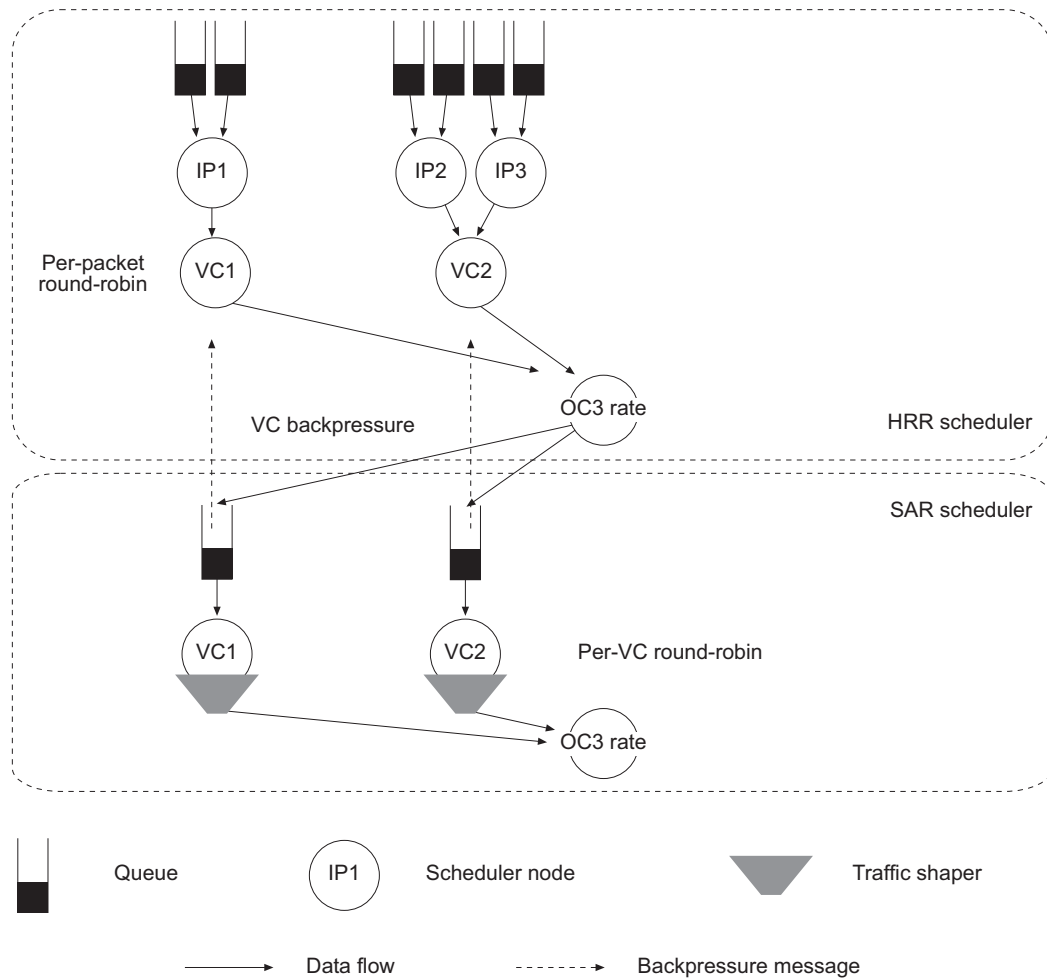 IP1
IP2
IP3
Per-packet
round-robin
VC1
VC2
OC3 rate
VC backpressure
HRR scheduler
SAR scheduler
VC1
VC2
Per-VC round-robin
OC3 rate
Queue
IP1
Scheduler node
Traffic shaper
Data flow
Backpressure message